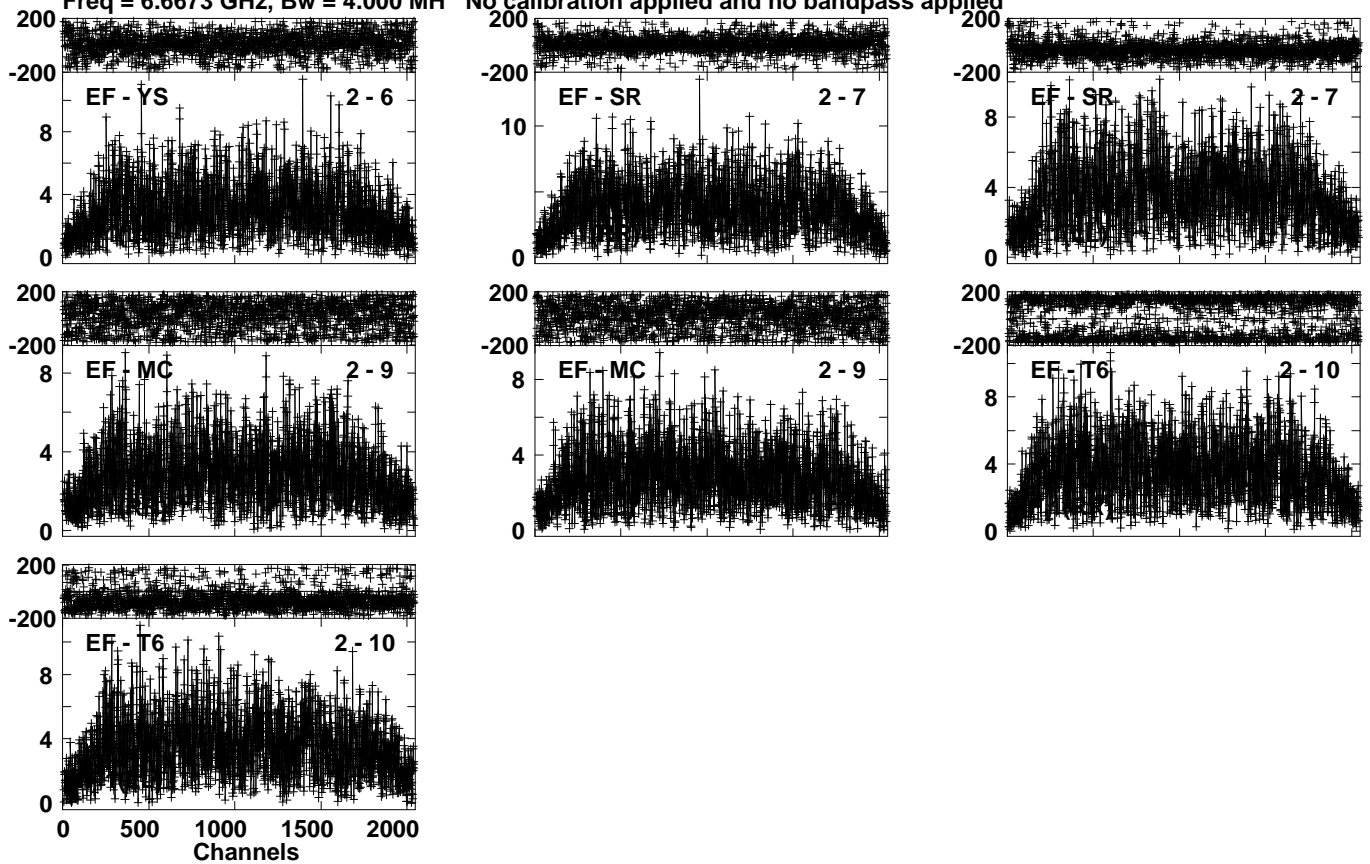 Freq = 6.6673 GHz, Bw = 4.000 MH No calibration applied and no bandpass applied
200 200 200
-200 -200 -200
EF - YS 2 - 6 EF - SR 2 - 7 EF - SR 2 - 7
8 10 8
4 4
0 0 0
200 200 200
-200 -200 -200
EF - MC 2 - 9 EF - MC 2 - 9 EF - T6 2 - 10
8 8 8
4 4 4
0 0 0
200
-200
EF - T6 2 - 10
8
4
0
0 500 1000 1500 2000
Channels